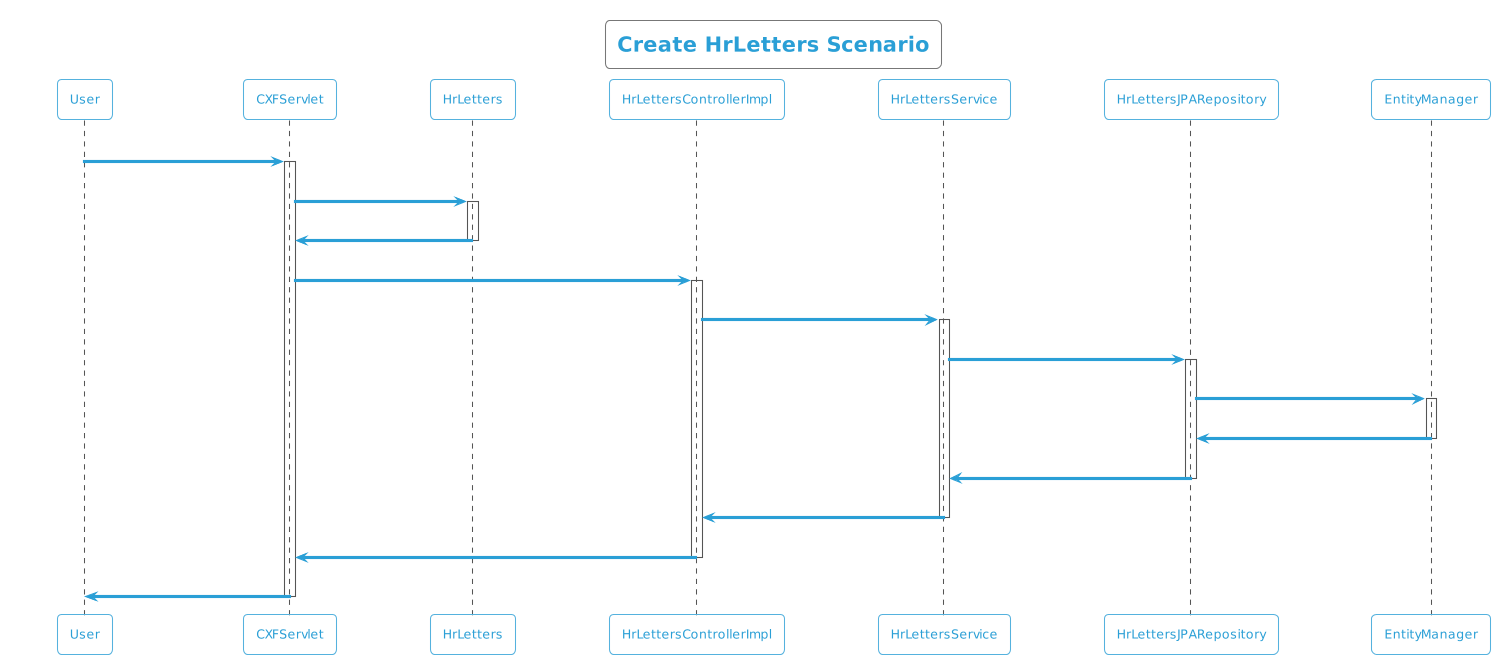 Create HrLetters Scenario
User
CXFServlet
HrLetters
HrLettersControllerImpl
HrLettersService
HrLettersJPARepository
EntityManager
User
CXFServlet
HrLetters
HrLettersControllerImpl
HrLettersService
HrLettersJPARepository
EntityManager